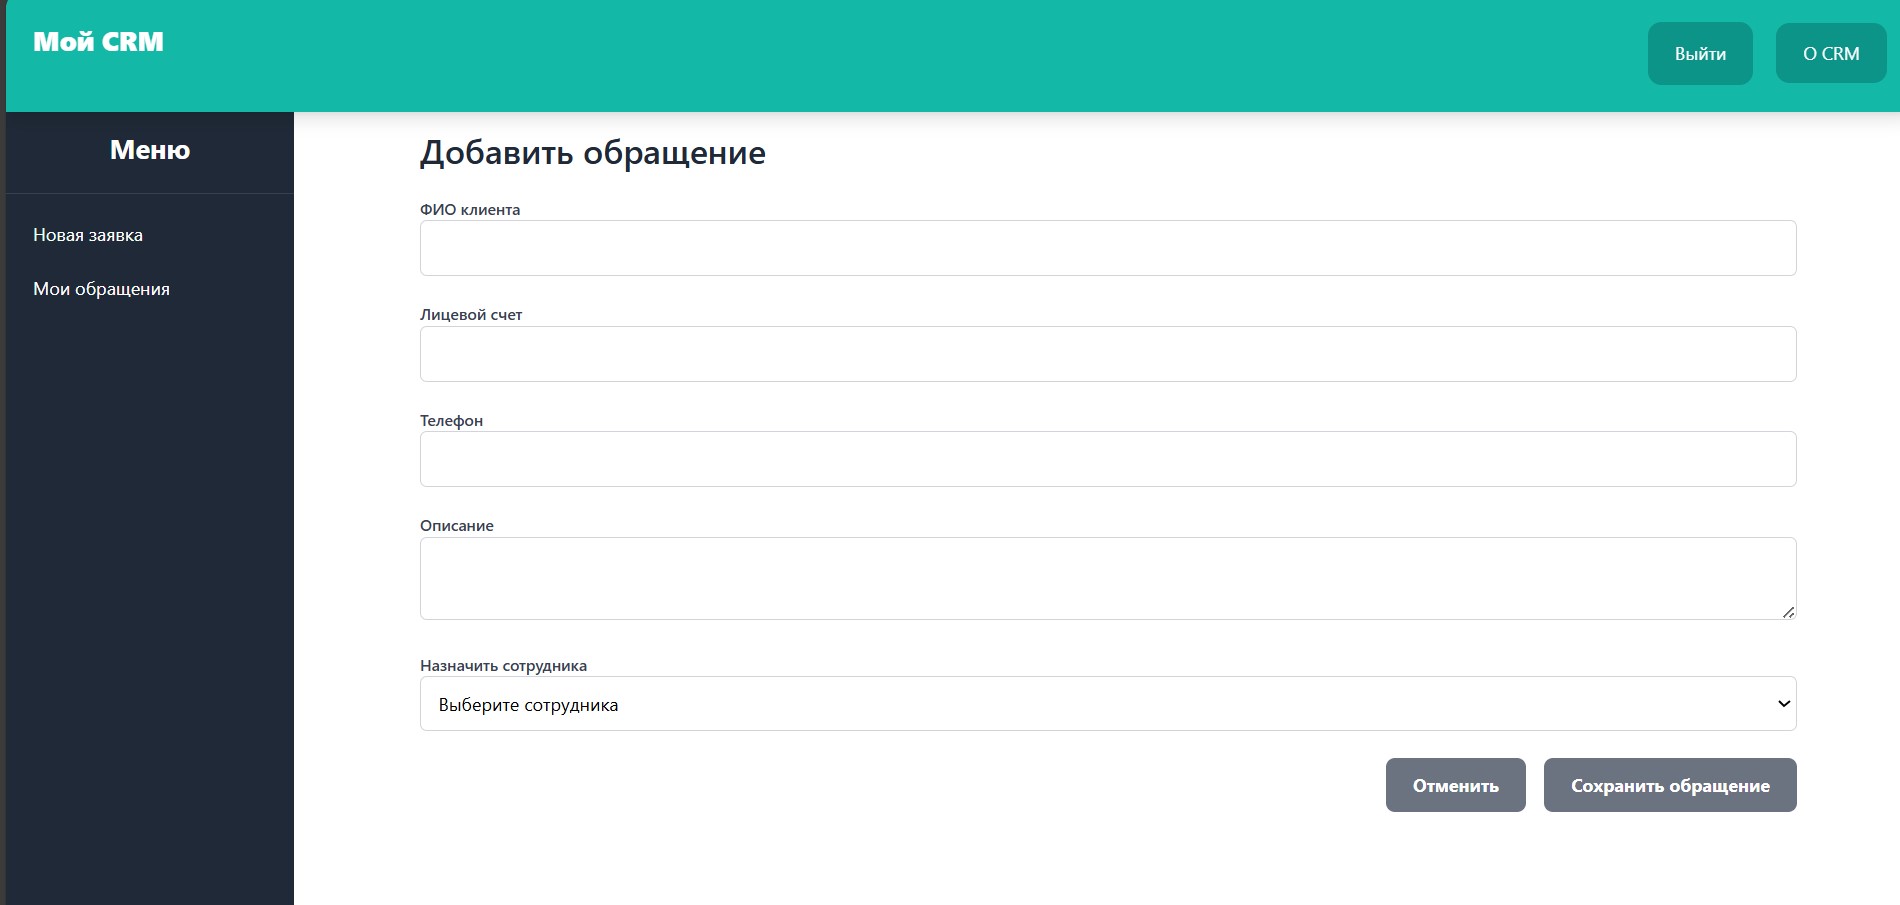 Мой CRM
Выйти
О CRM
Меню
Новая заявка
Мои обращения
Добавить обращение
ФИО клиента
Лицевой счет
Телефон
Описание
Назначить сотрудника
Выберите сотрудника
Отменить
Сохранить обращение